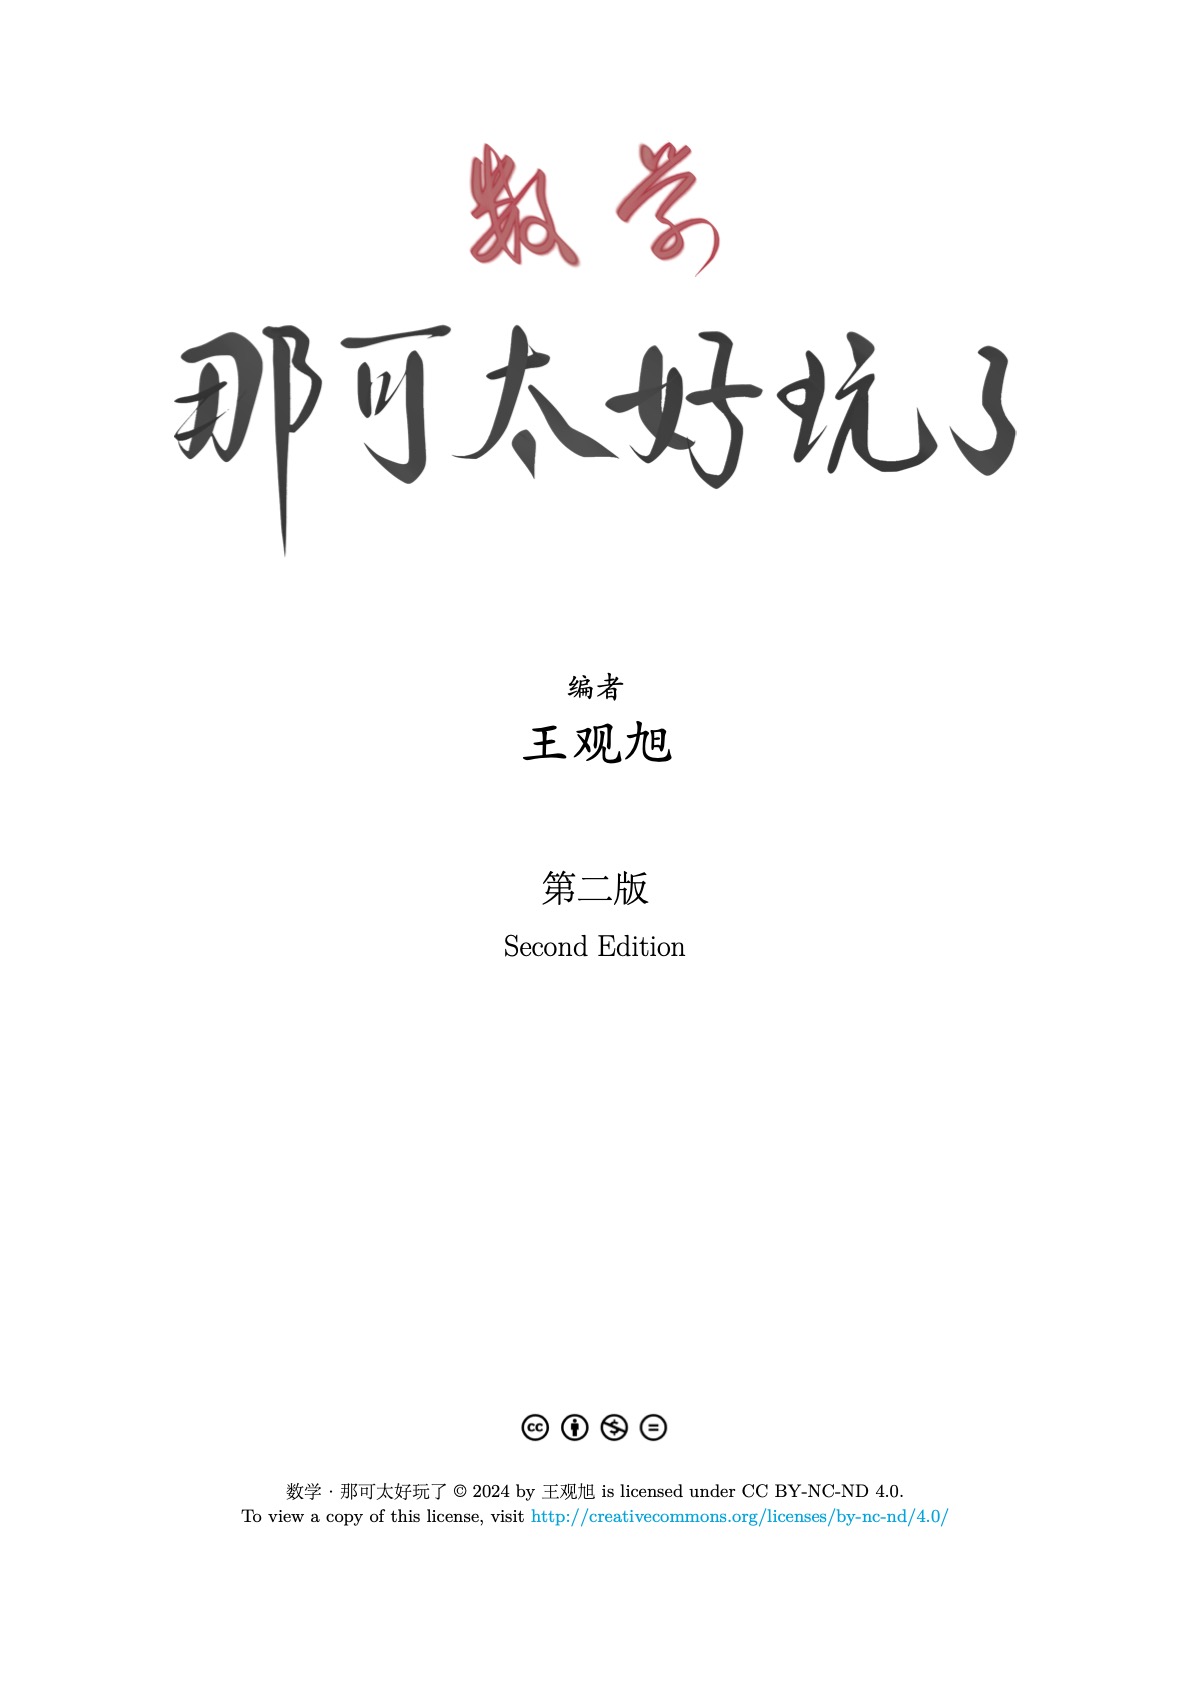 数学
那可太好玩了
编者
王观旭
第二版
Second Edition
数学 · 那可太好玩了 © 2024 by 王观旭 is licensed under CC BY-NC-ND 4.0.
To view a copy of this license, visit http://creativecommons.org/licenses/by-nc-nd/4.0/